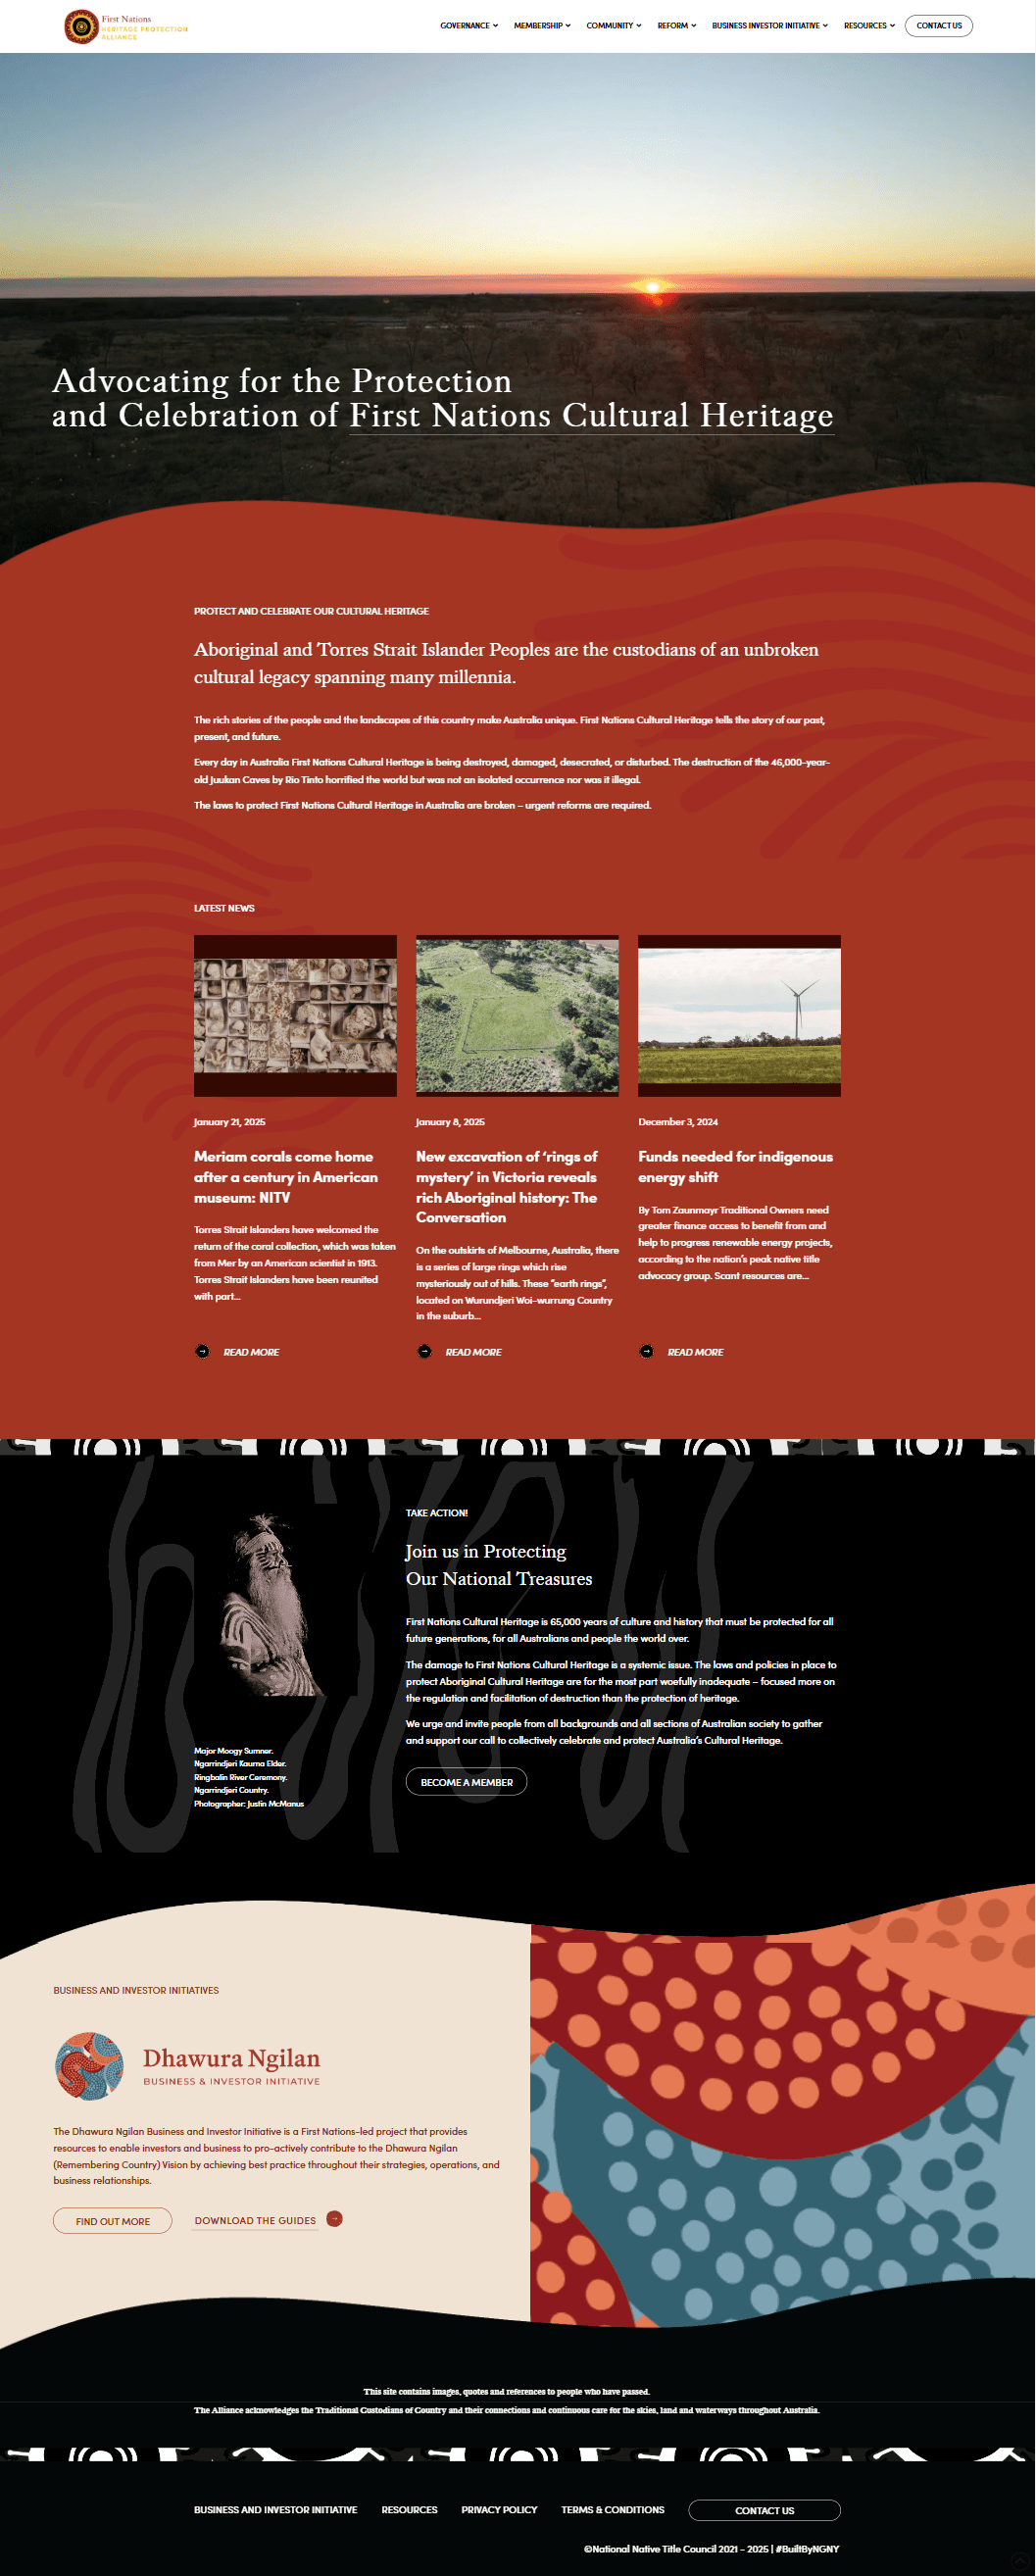 First Nations
HERITAGE PROTECTION
ALLIANCE
GOVERNANCE MEMBERSHIP COMMUNITY REFORM BUSINESS INVESTOR INITIATIVE RESOURCES CONTACT US
Advocating for the Protection
and Celebration of First Nations Cultural Heritage
PROTECT AND CELEBRATE OUR CULTURAL HERITAGE
Aboriginal and Torres Strait Islander Peoples are the custodians of an unbroken
cultural legacy spanning many millennia.
The rich stories of the people and the landscapes of this country make Australia unique. First Nations Cultural Heritage tells the story of our past,
present, and future.
Every day in Australia First Nations Cultural Heritage is being destroyed, damaged, desecrated, or disturbed. The destruction of the 46,000-year-
old Juukan Caves by Rio Tinto horrified the world but was not an isolated occurrence nor was it illegal.
The laws to protect First Nations Cultural Heritage in Australia are broken – urgent reforms are required.
LATEST NEWS
January 21, 2025
Meriam corals come home
after a century in American
museum: NITV
Torres Strait Islanders have welcomed the
return of the coral collection, which was taken
from Mer by an American scientist in 1913.
Torres Strait Islanders have been reunited
with part...
READ MORE
January 8, 2025
New excavation of ‘rings of
mystery’ in Victoria reveals
rich Aboriginal history: The
Conversation
On the outskirts of Melbourne, Australia, there
is a series of large rings which rise
mysteriously out of hills. These “earth rings”,
located on Wurundjeri Woi-wurrung Country
in the suburb...
READ MORE
December 3, 2024
Funds needed for indigenous
energy shift
By Tom Zaunmayr Traditional Owners need
greater finance access to benefit from and
help to progress renewable energy projects,
according to the nation’s peak native title
advocacy group. Scant resources are...
READ MORE
TAKE ACTION!
Join us in Protecting
Our National Treasures
First Nations Cultural Heritage is 65,000 years of culture and history that must be protected for all
future generations, for all Australians and people the world over.
The damage to First Nations Cultural Heritage is a systemic issue. The laws and policies in place to
protect Aboriginal Cultural Heritage are for the most part woefully inadequate – focused more on
the regulation and facilitation of destruction than the protection of heritage.
We urge and invite people from all backgrounds and all sections of Australian society to gather
and support our call to collectively celebrate and protect Australia’s Cultural Heritage.
BECOME A MEMBER
Major Moogy Sumner.
Ngarrindjeri Kaurna Elder.
Ringbalin River Ceremony.
Ngarrindjeri Country.
Photographer: Justin McManus
BUSINESS AND INVESTOR INITIATIVES
Dhawura Ngilan
BUSINESS & INVESTOR INITIATIVE
The Dhawura Ngilan Business and Investor Initiative is a First Nations-led project that provides
resources to enable investors and business to pro-actively contribute to the Dhawura Ngilan
(Remembering Country) Vision by achieving best practice throughout their strategies, operations, and
business relationships.
FIND OUT MORE DOWNLOAD THE GUIDES
This site contains images, quotes and references to people who have passed.
The Alliance acknowledges the Traditional Custodians of Country and their connections and continuous care for the skies, land and waterways throughout Australia.
BUSINESS AND INVESTOR INITIATIVE RESOURCES PRIVACY POLICY TERMS & CONDITIONS CONTACT US
©National Native Title Council 2021 - 2025 | #BuiltByNGNY